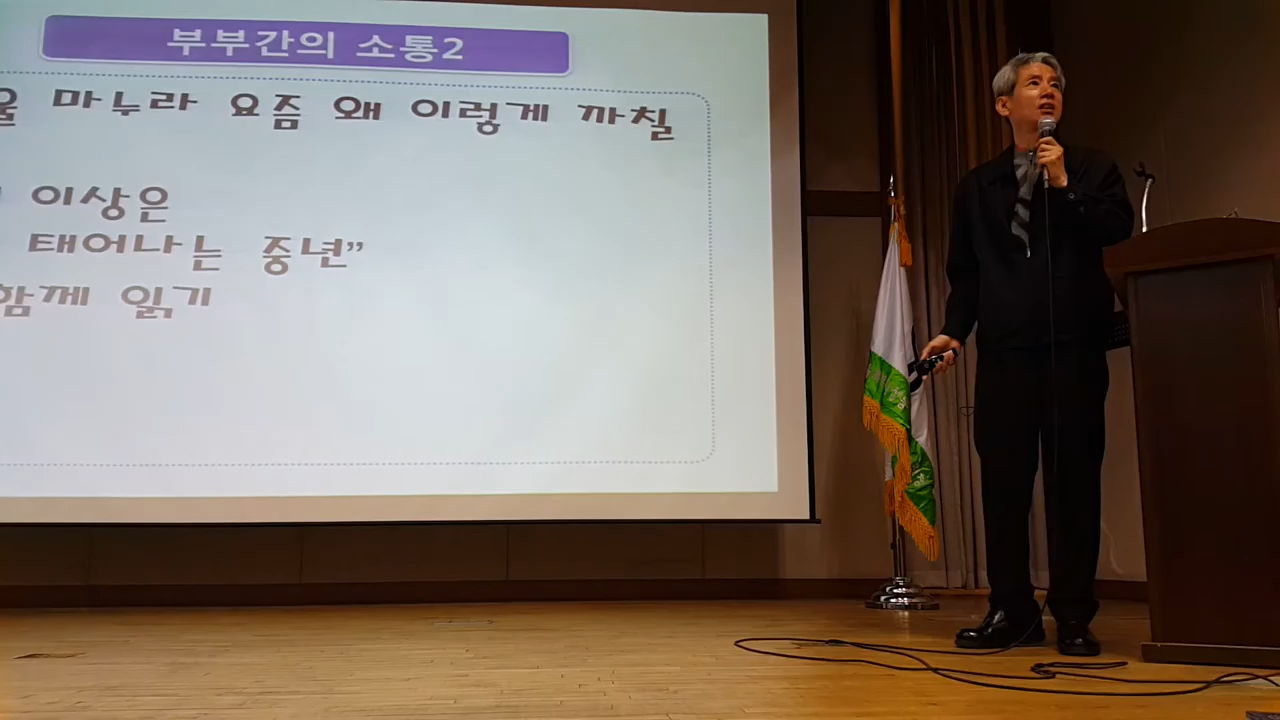 부부간의 소통2
마누라 요즘 왜 이렇게 까칠
이상은
태어나는 중년”
함께 읽기